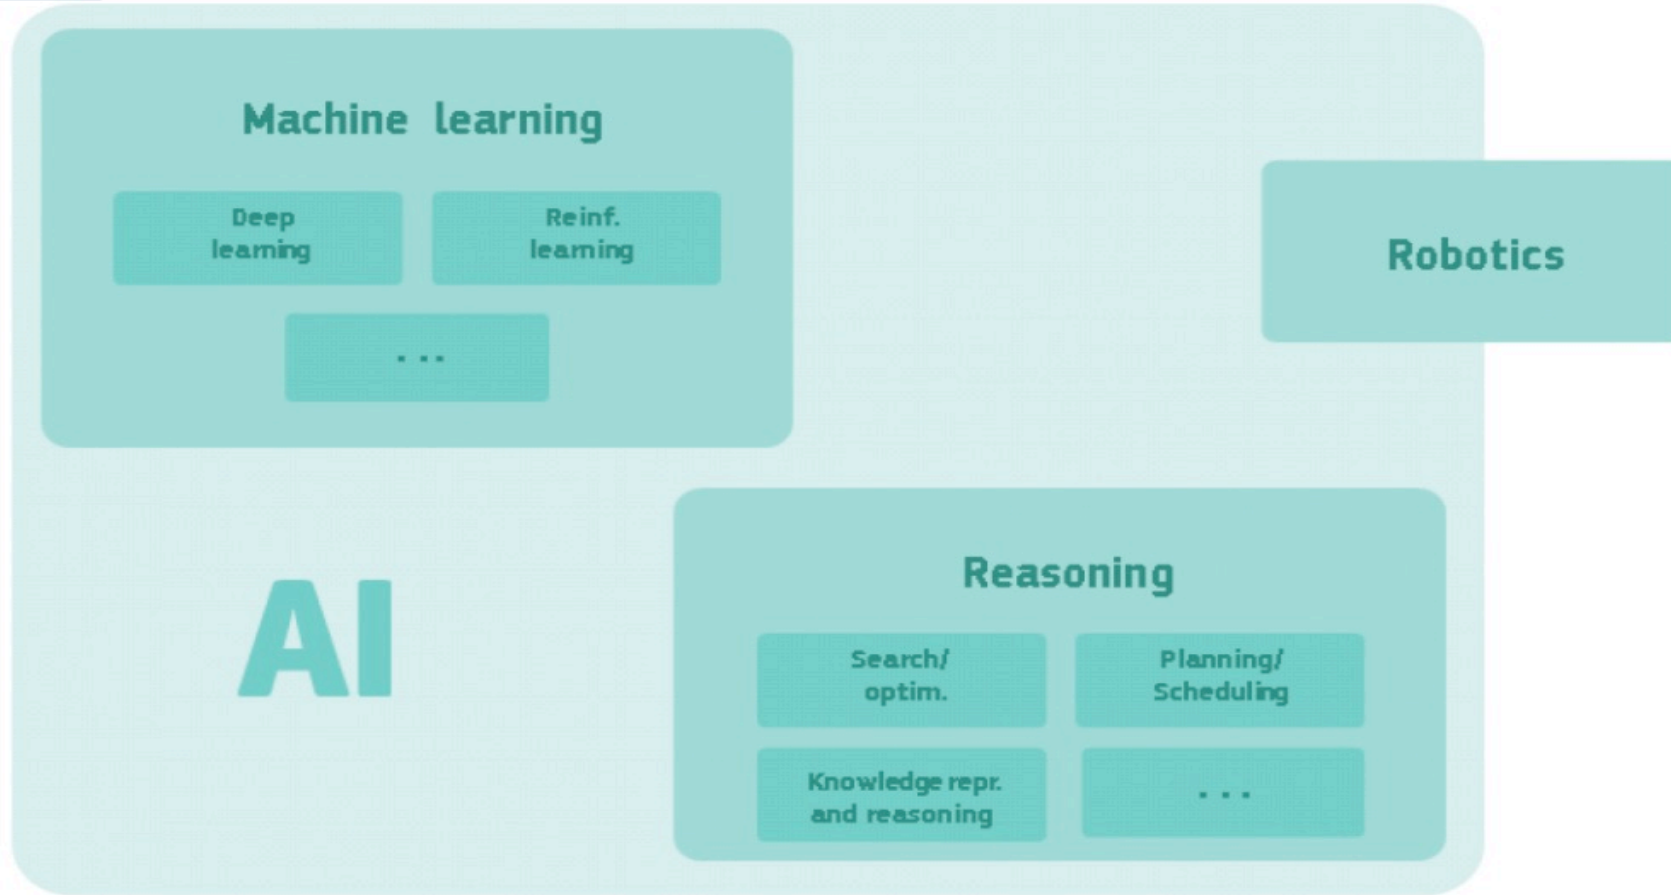 Machine learning
Deep
learning
Reinf.
learning
...
Robotics
AI
Reasoning
Search/
optim.
Planning/
Scheduling
Knowledge repr.
and reasoning
...